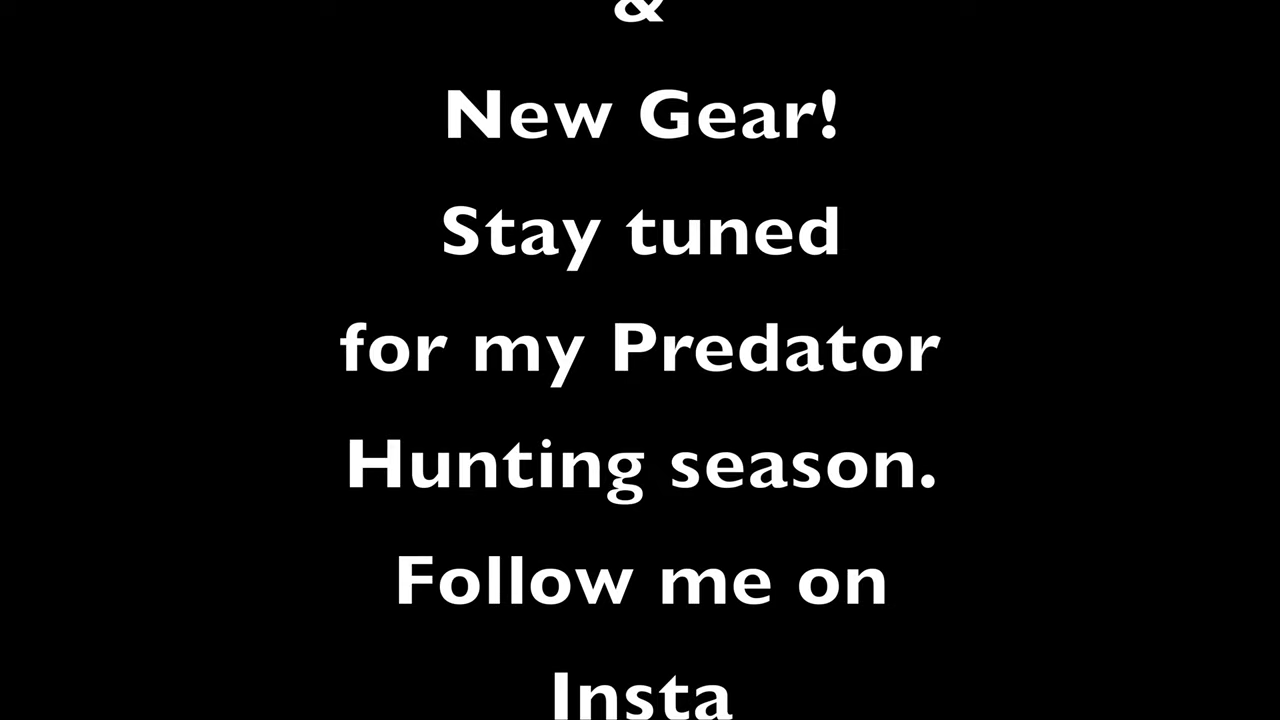 &
New Gear!
Stay tuned
for my Predator
Hunting season.
Follow me on
Insta